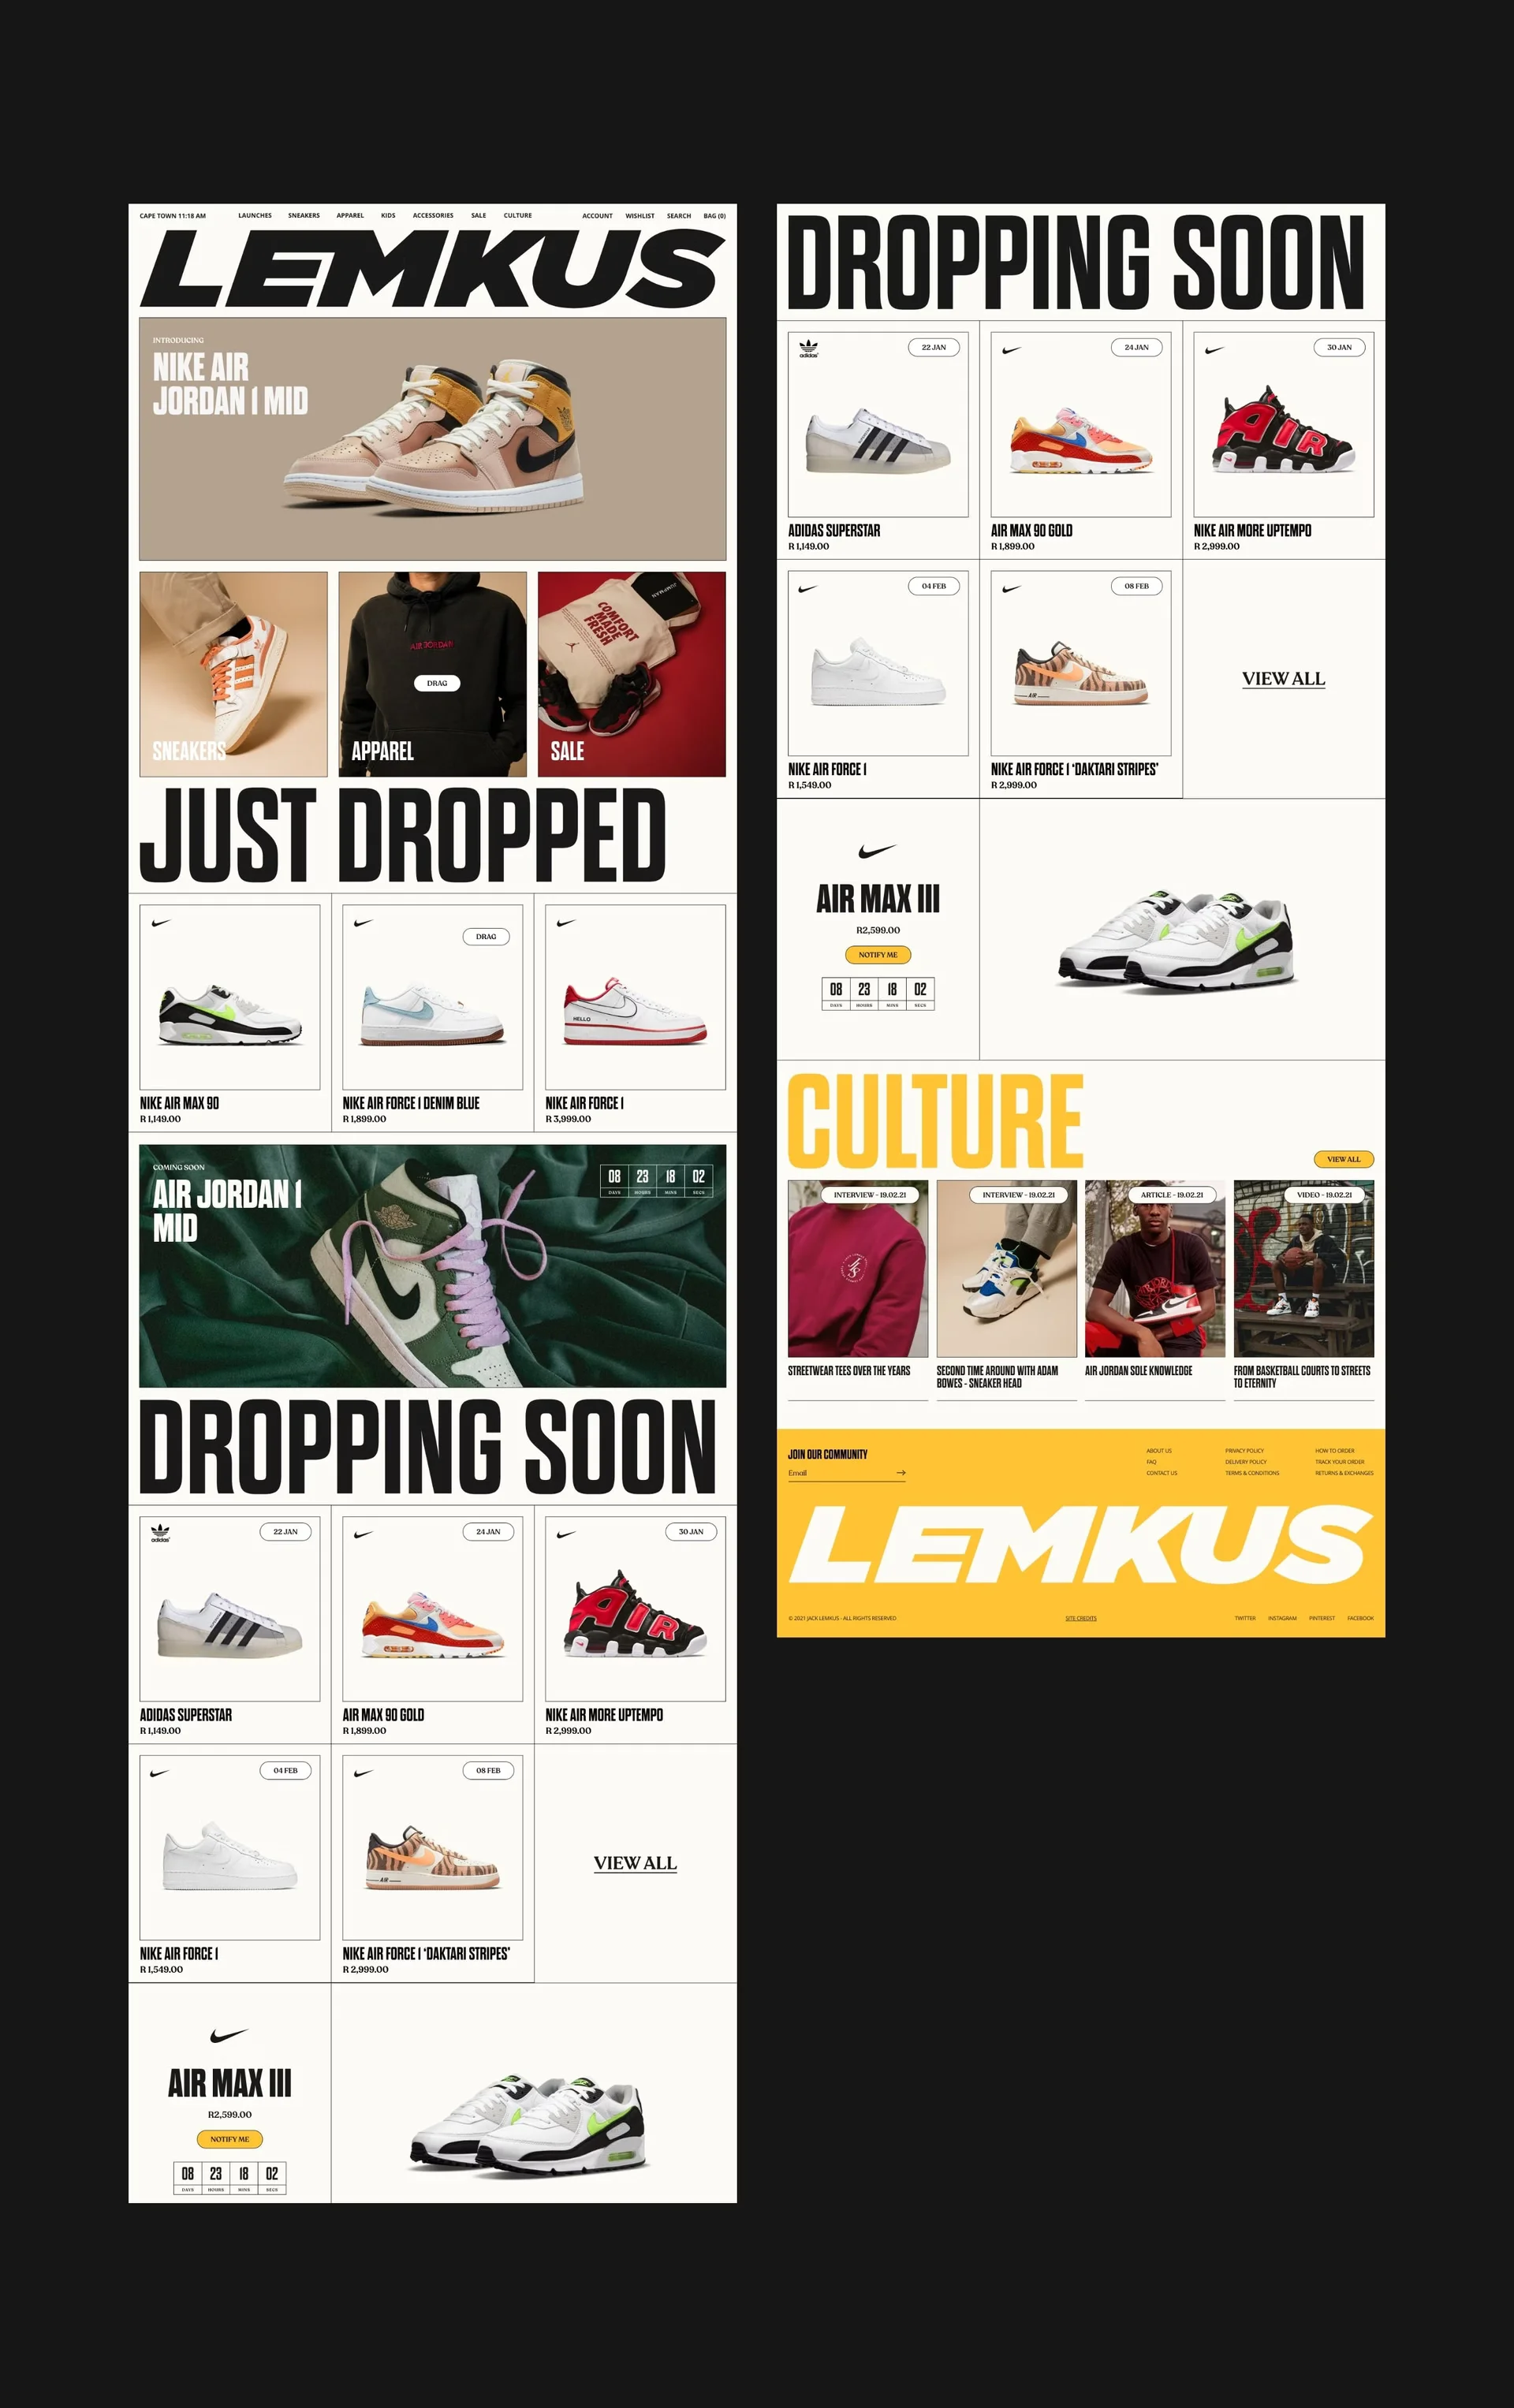 CAPE TOWN 11:18 AM LAUNCHES SNEAKERS APPAREL KIDS ACCESSORIES SALE CULTURE ACCOUNT WISHLIST SEARCH BAG (0)
LEMKUS
INTRODUCING
NIKE AIR
JORDAN 1 MID
AIR JORDAN
DRAG
COMFORT
MADE
FRESH
SNEAKERS
APPAREL
SALE
JUST DROPPED
DRAG
HELLO
NIKE AIR MAX 90
R 1,149.00
NIKE AIR FORCE 1 DENIM BLUE
R 1,899.00
NIKE AIR FORCE 1
R 3,999.00
COMING SOON
AIR JORDAN 1
MID
08 23 18 02
DAYS HOURS MINS SECS
DROPPING SOON
adidas
22 JAN
24 JAN
30 JAN
AIR
ADIDAS SUPERSTAR
R 1,149.00
AIR MAX 90 GOLD
R 1,899.00
NIKE AIR MORE UPTEMPO
R 2,999.00
04 FEB
08 FEB
AIR
VIEW ALL
NIKE AIR FORCE 1
R 1,549.00
NIKE AIR FORCE 1 ‘DAKTARI STRIPES’
R 2,999.00
AIR MAX III
R2,599.00
NOTIFY ME
08 23 18 02
DAYS HOURS MINS SECS
DROPPING SOON
adidas
22 JAN
24 JAN
30 JAN
AIR
ADIDAS SUPERSTAR
R 1,149.00
AIR MAX 90 GOLD
R 1,899.00
NIKE AIR MORE UPTEMPO
R 2,999.00
04 FEB
08 FEB
AIR
VIEW ALL
NIKE AIR FORCE 1
R 1,549.00
NIKE AIR FORCE 1 ‘DAKTARI STRIPES’
R 2,999.00
AIR MAX III
R2,599.00
NOTIFY ME
08 23 18 02
DAYS HOURS MINS SECS
CULTURE
VIEW ALL
INTERVIEW - 19.02.21
INTERVIEW - 19.02.21
ARTICLE - 19.02.21
VIDEO - 19.02.21
STREETWEAR TEES OVER THE YEARS
SECOND TIME AROUND WITH ADAM
BOWES - SNEAKER HEAD
AIR JORDAN SOLE KNOWLEDGE
FROM BASKETBALL COURTS TO STREETS
TO ETERNITY
JOIN OUR COMMUNITY
Email →
ABOUT US
FAQ
CONTACT US
PRIVACY POLICY
DELIVERY POLICY
TERMS & CONDITIONS
HOW TO ORDER
TRACK YOUR ORDER
RETURNS & EXCHANGES
LEMKUS
© 2021 JACK LEMKUS - ALL RIGHTS RESERVED
SITE CREDITS
TWITTER INSTAGRAM PINTEREST FACEBOOK